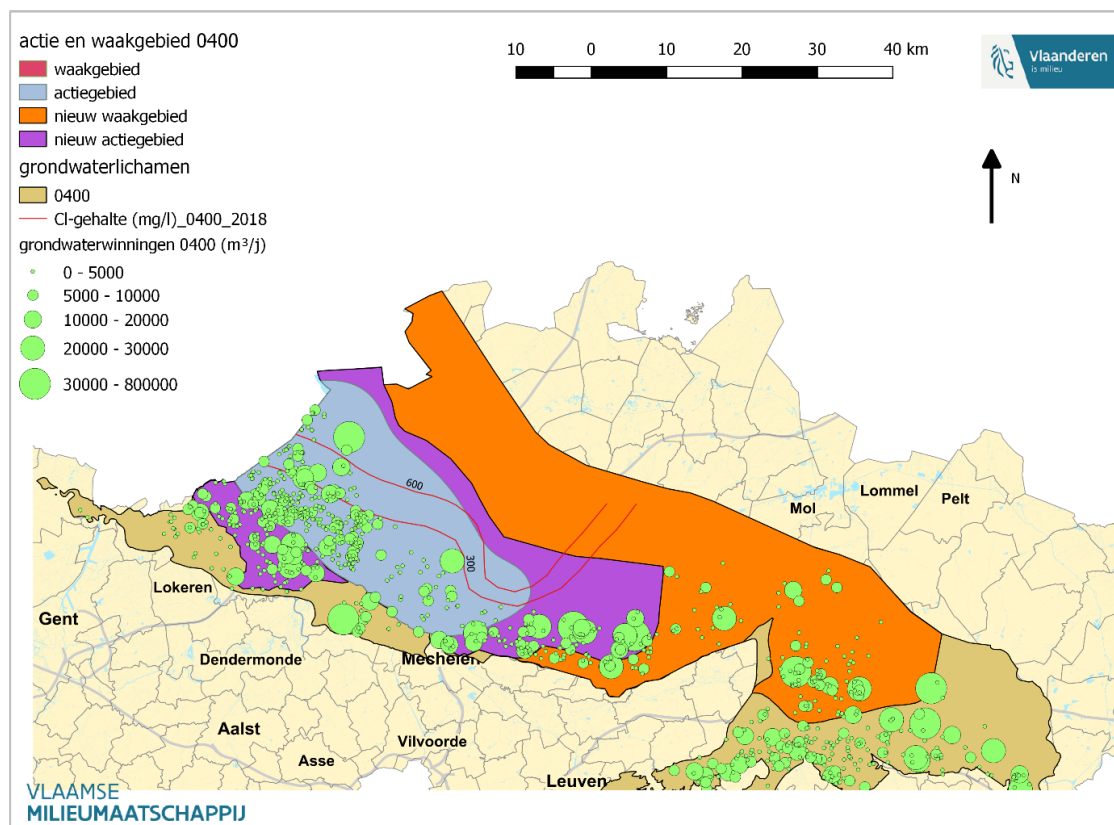 actie en waakgebied 0400
waakgebied
actiegebied
nieuw waakgebied
nieuw actiegebied
grondwaterlichamen
0400
Cl-gehalte (mg/l)_0400_2018
grondwaterwinningen 0400 (m³/j)
0 - 5000
5000 - 10000
10000 - 20000
20000 - 30000
30000 - 800000
10 0 10 20 30 40 km
Vlaanderen
is milieu
N
600
300
Mol
Lommel
Pelt
Lokeren
Gent
Dendermonde
Mechelen
Aalst
Vilvoorde
Asse
Leuven
VLAAMSE
MILIEUMAATSCHAPPIJ